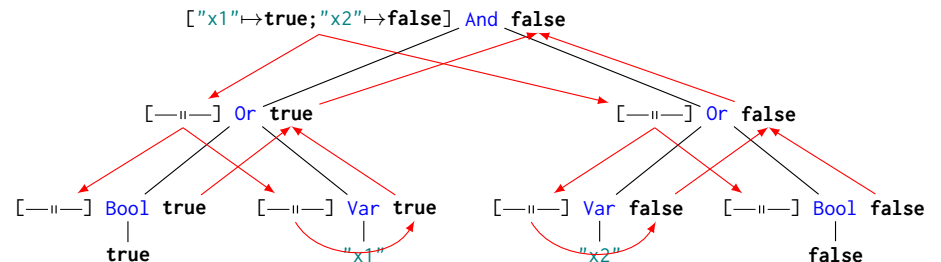 ["x1"↦true;"x2"↦false] And false
[—"—] Or true [—"—] Or false
[—"—] Bool true [—"—] Var true [—"—] Var false [—"—] Bool false
true "x1" "x2" false